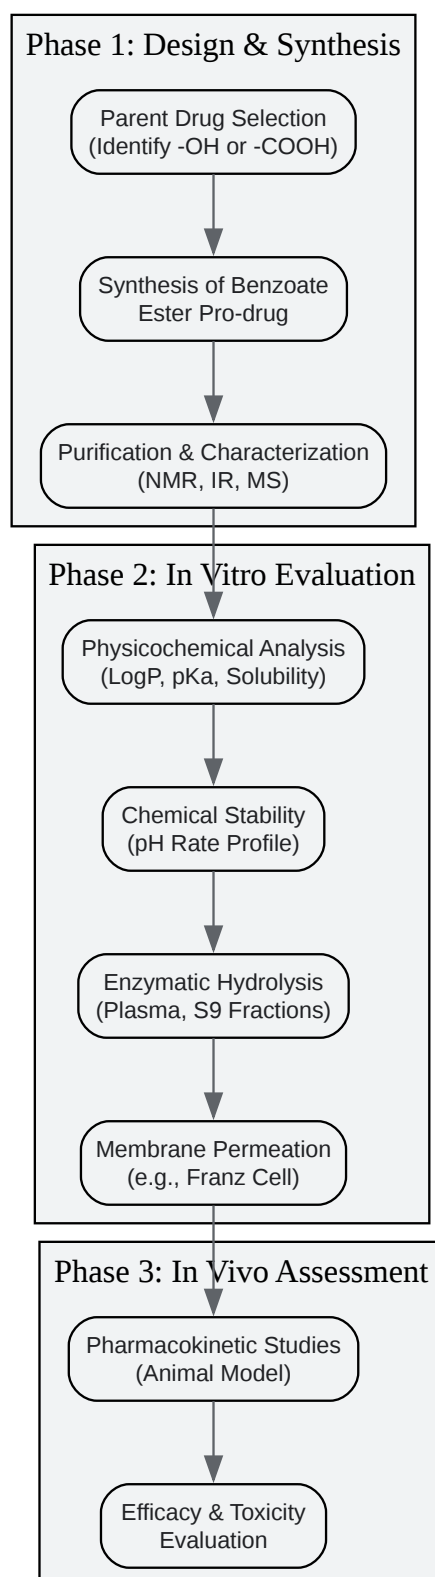 Phase 1: Design & Synthesis
Parent Drug Selection
(Identify -OH or -COOH)
Synthesis of Benzoate
Ester Pro-drug
Purification & Characterization
(NMR, IR, MS)
Phase 2: In Vitro Evaluation
Physicochemical Analysis
(LogP, pKa, Solubility)
Chemical Stability
(pH Rate Profile)
Enzymatic Hydrolysis
(Plasma, S9 Fractions)
Membrane Permeation
(e.g., Franz Cell)
Phase 3: In Vivo Assessment
Pharmacokinetic Studies
(Animal Model)
Efficacy & Toxicity
Evaluation